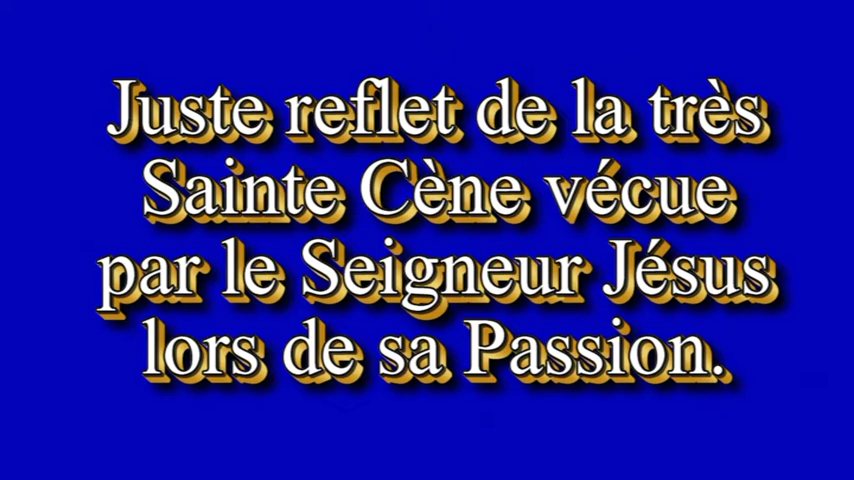 Juste reflet de la très
Sainte Cène vécue
par le Seigneur Jésus
lors de sa Passion.